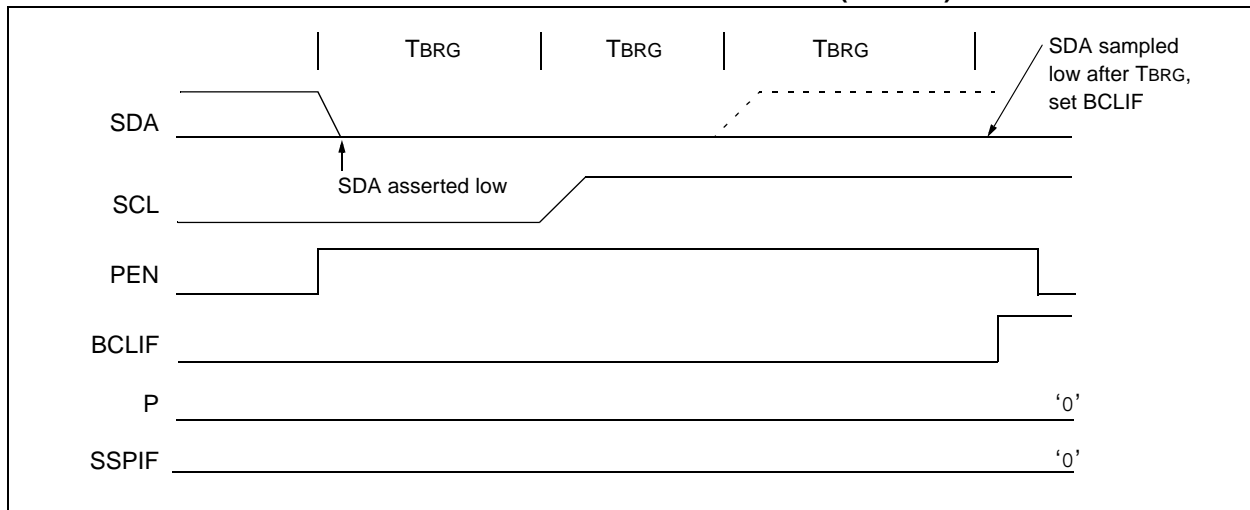 TBRG TBRG TBRG
SDA sampled
low after TBRG,
set BCLIF
SDA
SDA asserted low
SCL
PEN
BCLIF
P
‘0’
SSPIF
‘0’